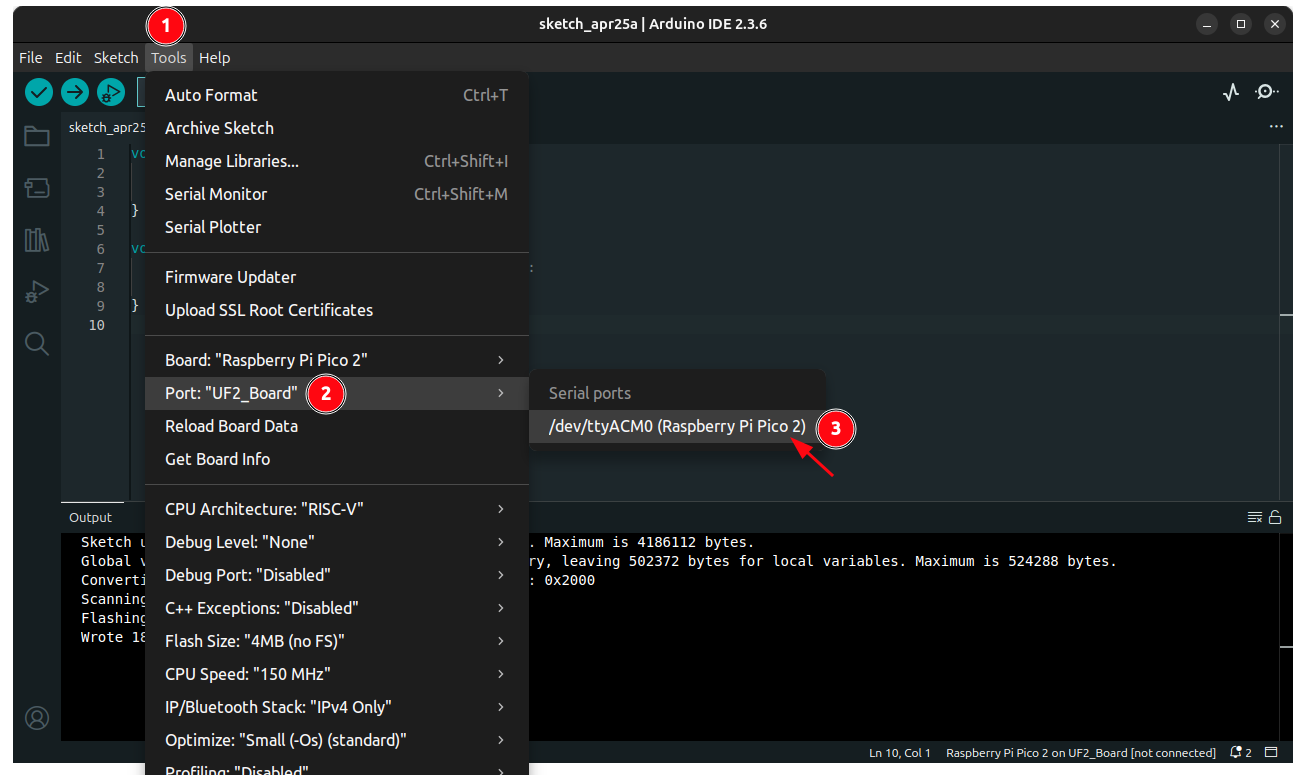 1
sketch_apr25a | Arduino IDE 2.3.6
File Edit Sketch Tools Help
Auto Format Ctrl+T
sketch_apr25
Archive Sketch
Manage Libraries... Ctrl+Shift+I
Serial Monitor Ctrl+Shift+M
Serial Plotter
Firmware Updater
Upload SSL Root Certificates
Board: "Raspberry Pi Pico 2"
Port: "UF2_Board" 2
Serial ports
/dev/ttyACM0 (Raspberry Pi Pico 2) 3
Reload Board Data
Get Board Info
CPU Architecture: "RISC-V"
Debug Level: "None"
Debug Port: "Disabled"
C++ Exceptions: "Disabled"
Flash Size: "4MB (no FS)"
CPU Speed: "150 MHz"
IP/Bluetooth Stack: "IPv4 Only"
Optimize: "Small (-Os) (standard)"
Profiling: "Disabled"
1 vo
2
3
4 }
5
6 vo
7 :
8
9 }
10
Output
Sketch u . Maximum is 4186112 bytes.
Global v ry, leaving 502372 bytes for local variables. Maximum is 524288 bytes.
Converti : 0x2000
Scanning
Flashing
Wrote 18
Ln 10, Col 1 Raspberry Pi Pico 2 on UF2_Board [not connected] 2